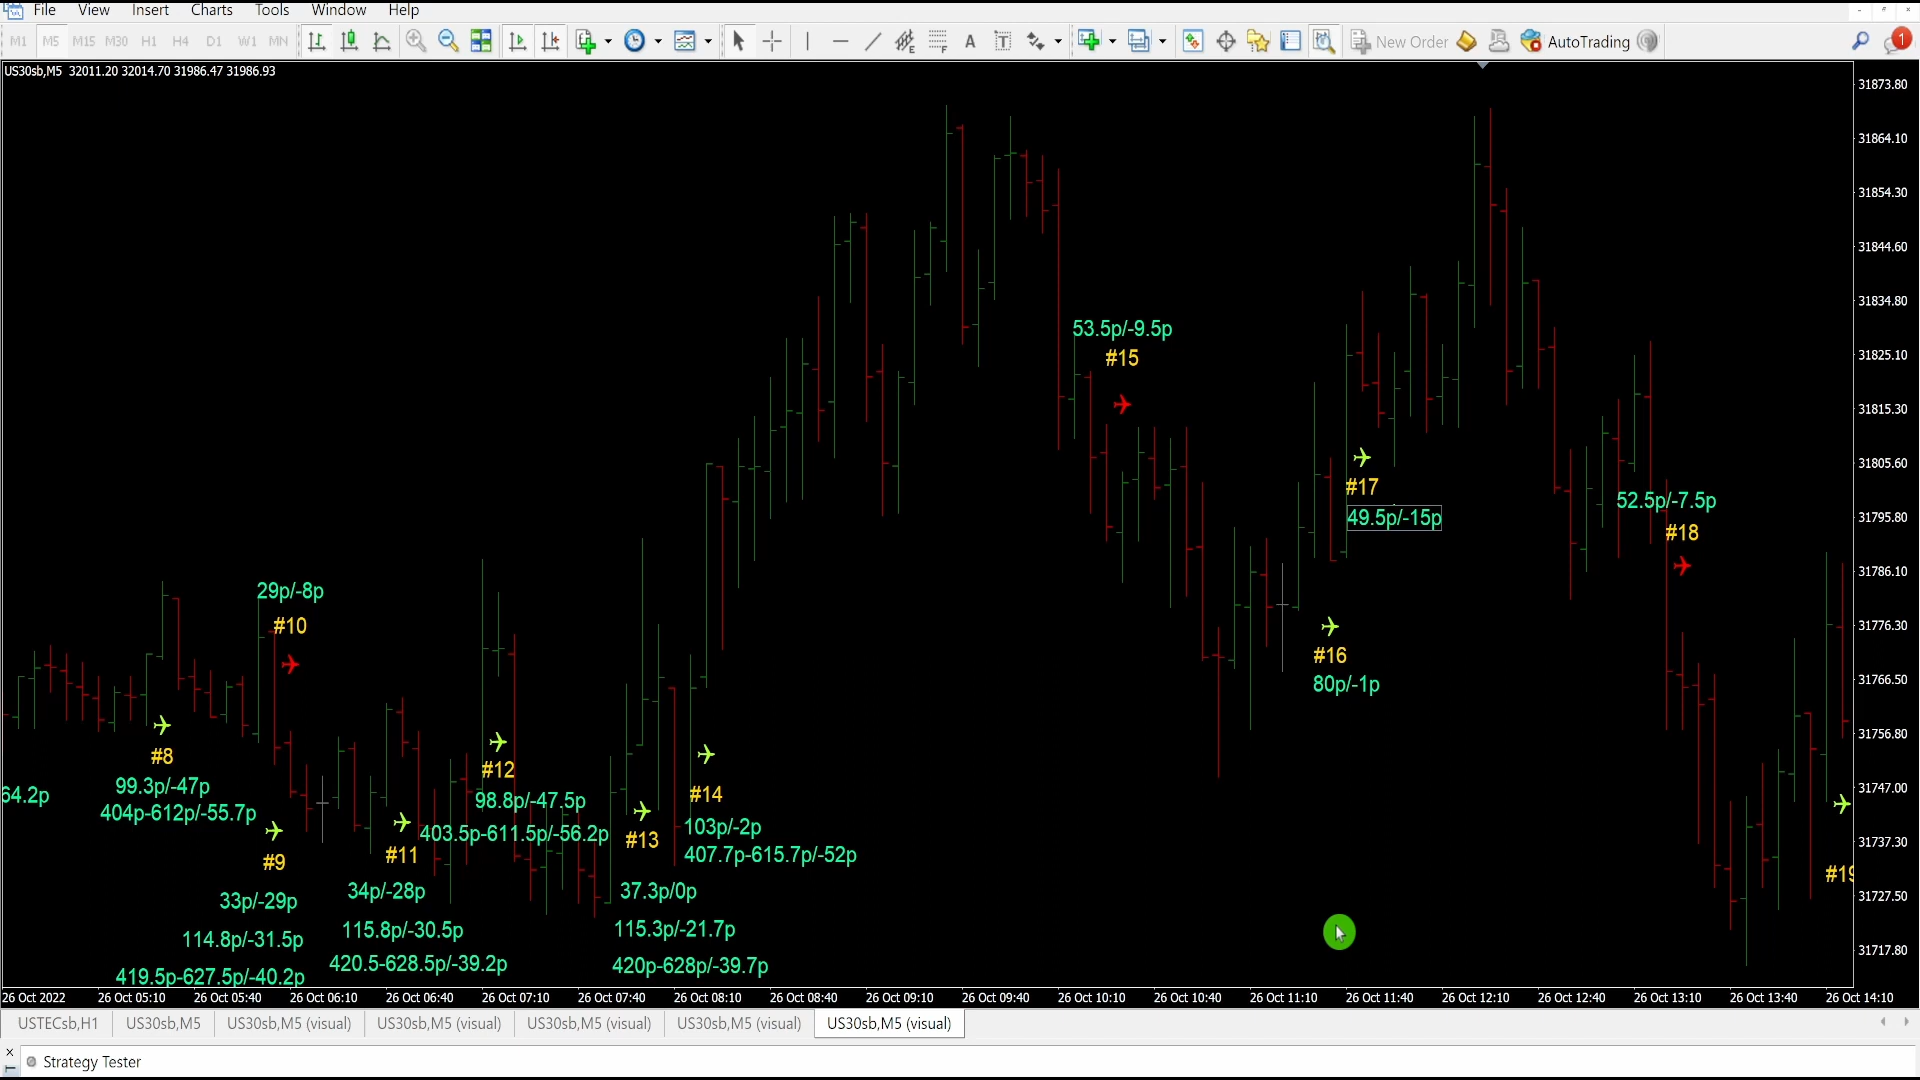 File View Insert Charts Tools Window Help
M1 M5 M15 M30 H1 H4 D1 W1 MN A T New Order AutoTrading 1
US30sb,M5 32011.20 32014.70 31986.47 31986.93
31873.80
31864.10
31854.30
31844.60
31834.80
31825.10
31815.30
31805.60
31795.80
31786.10
31776.30
31766.50
31756.80
31747.00
31737.30
31727.50
31717.80
53.5p/-9.5p
#15
#17
49.5p/-15p
52.5p/-7.5p
#18
29p/-8p
#10
#16
80p/-1p
#8
99.3p/-47p
404p-612p/-55.7p
64.2p
#12
98.8p/-47.5p
403.5p-611.5p/-56.2p
#14
103p/-2p
407.7p-615.7p/-52p
#9
33p/-29p
114.8p/-31.5p
419.5p-627.5p/-40.2p
#11
34p/-28p
115.8p/-30.5p
420.5-628.5p/-39.2p
#13
37.3p/0p
115.3p/-21.7p
420p-628p/-39.7p
#19
26 Oct 2022 26 Oct 05:10 26 Oct 05:40 26 Oct 06:10 26 Oct 06:40 26 Oct 07:10 26 Oct 07:40 26 Oct 08:10 26 Oct 08:40 26 Oct 09:10 26 Oct 09:40 26 Oct 10:10 26 Oct 10:40 26 Oct 11:10 26 Oct 11:40 26 Oct 12:10 26 Oct 12:40 26 Oct 13:10 26 Oct 13:40 26 Oct 14:10
USTECsb,H1 US30sb,M5 US30sb,M5 (visual) US30sb,M5 (visual) US30sb,M5 (visual) US30sb,M5 (visual) US30sb,M5 (visual)
Strategy Tester